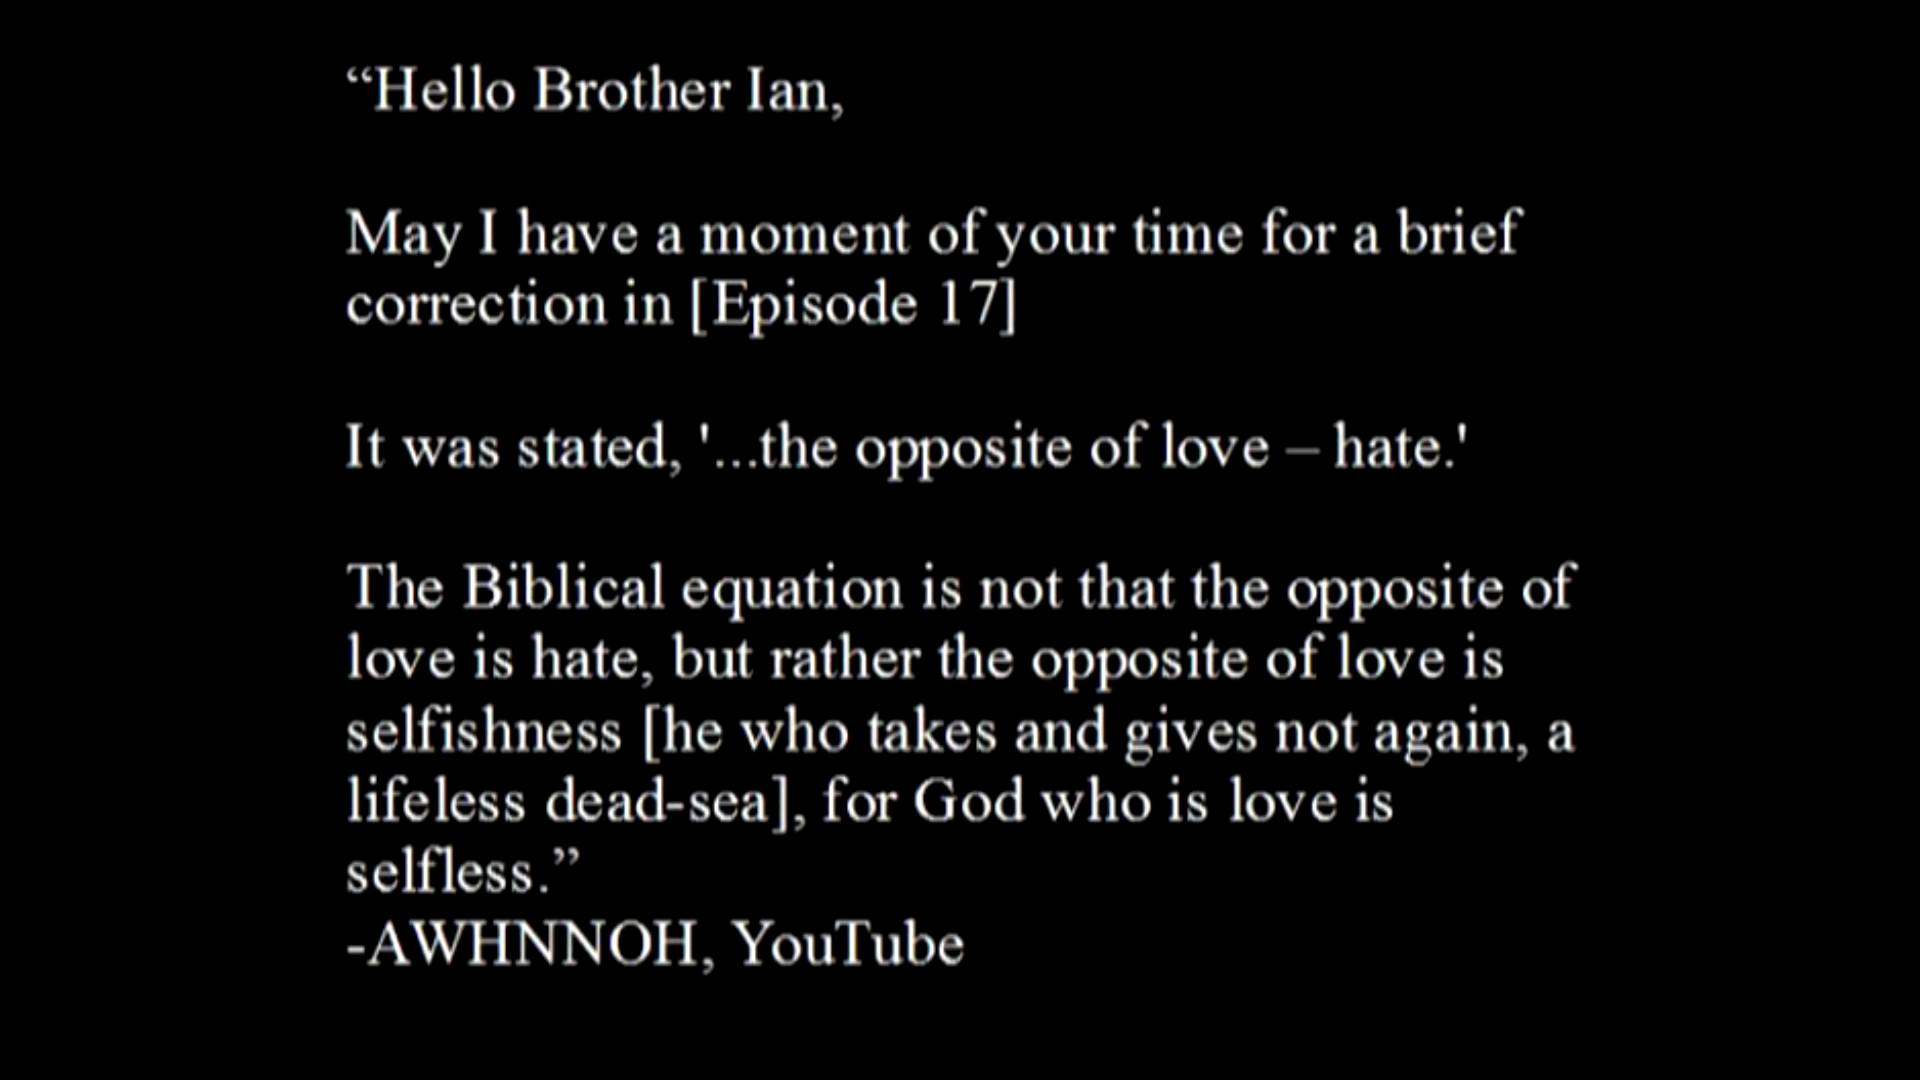 “Hello Brother Ian,
May I have a moment of your time for a brief
correction in [Episode 17]
It was stated, '...the opposite of love – hate.'
The Biblical equation is not that the opposite of
love is hate, but rather the opposite of love is
selfishness [he who takes and gives not again, a
lifeless dead-sea], for God who is love is
selfless.”
-AWHNNOH, YouTube